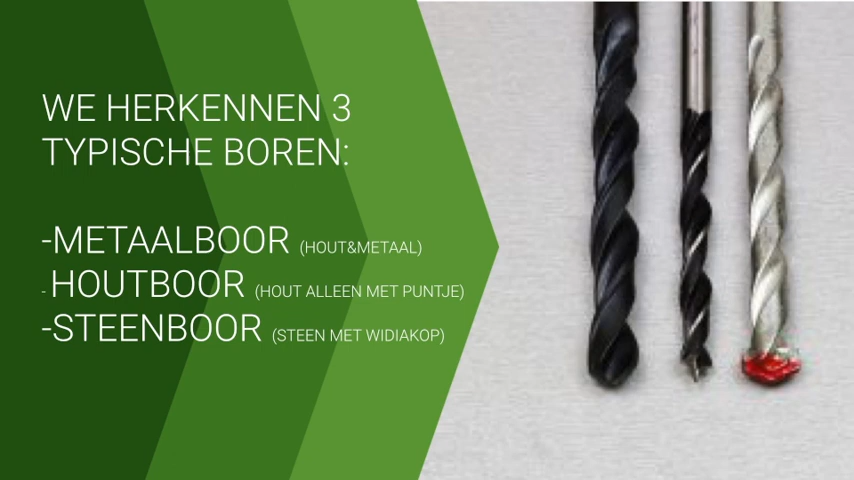 WE HERKENNEN 3
TYPISCHE BOREN:
-METAALBOOR (HOUT&METAAL)
- HOUTBOOR (HOUT ALLEEN MET PUNTJE)
-STEENBOOR (STEEN MET WIDIAKOP)